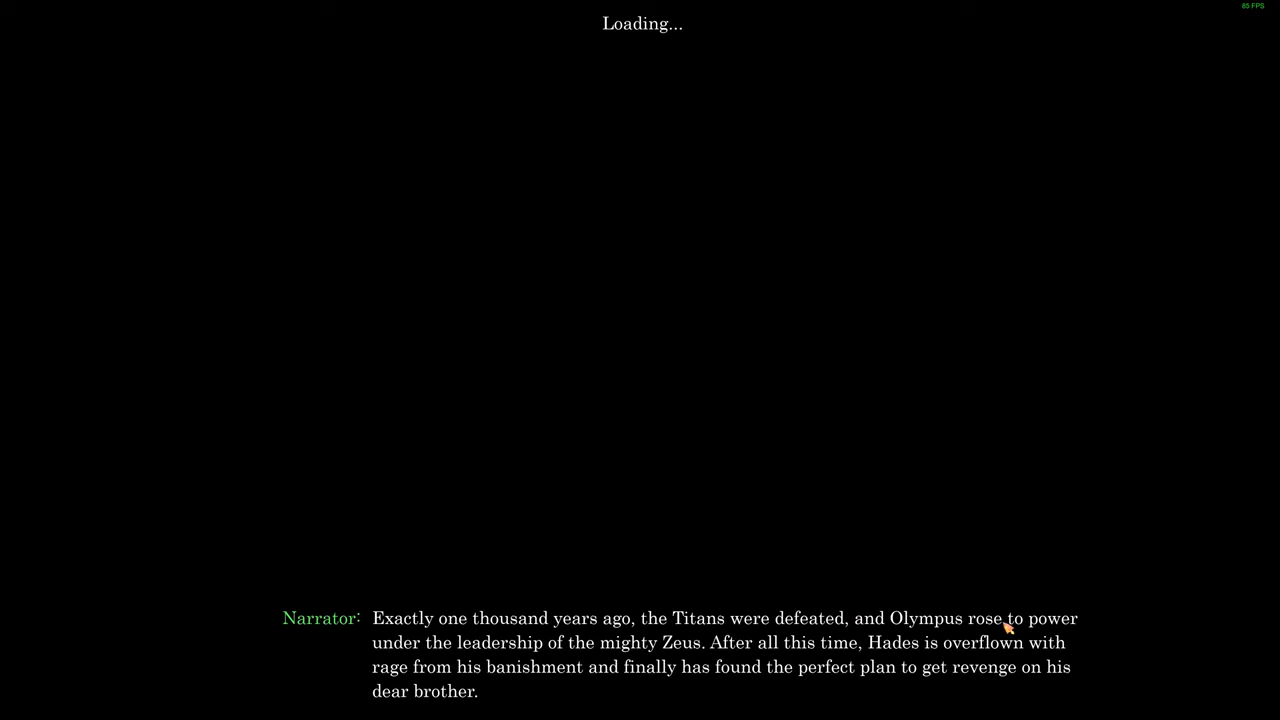 Loading...
85 FPS
Narrator: Exactly one thousand years ago, the Titans were defeated, and Olympus rose to power
under the leadership of the mighty Zeus. After all this time, Hades is overflown with
rage from his banishment and finally has found the perfect plan to get revenge on his
dear brother.